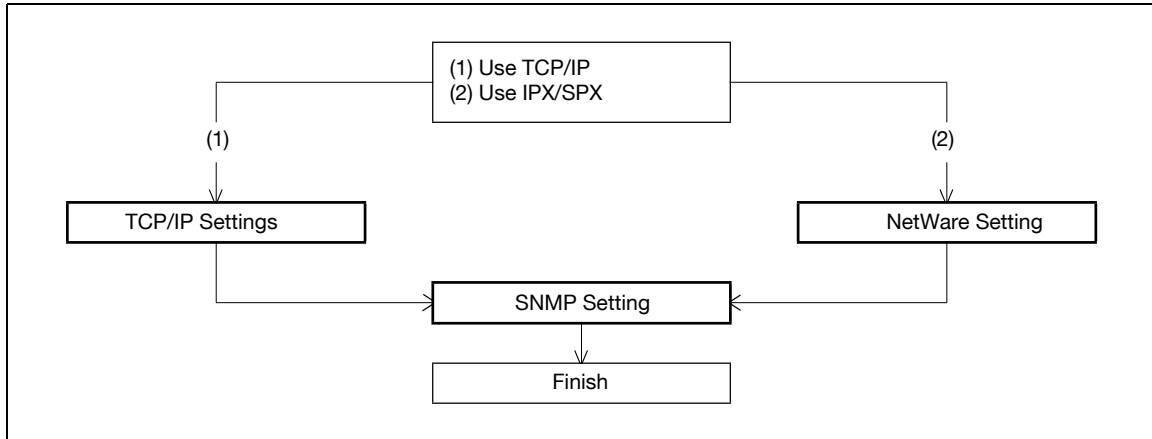 (1) Use TCP/IP
(2) Use IPX/SPX
(1)
(2)
TCP/IP Settings
NetWare Setting
SNMP Setting
Finish